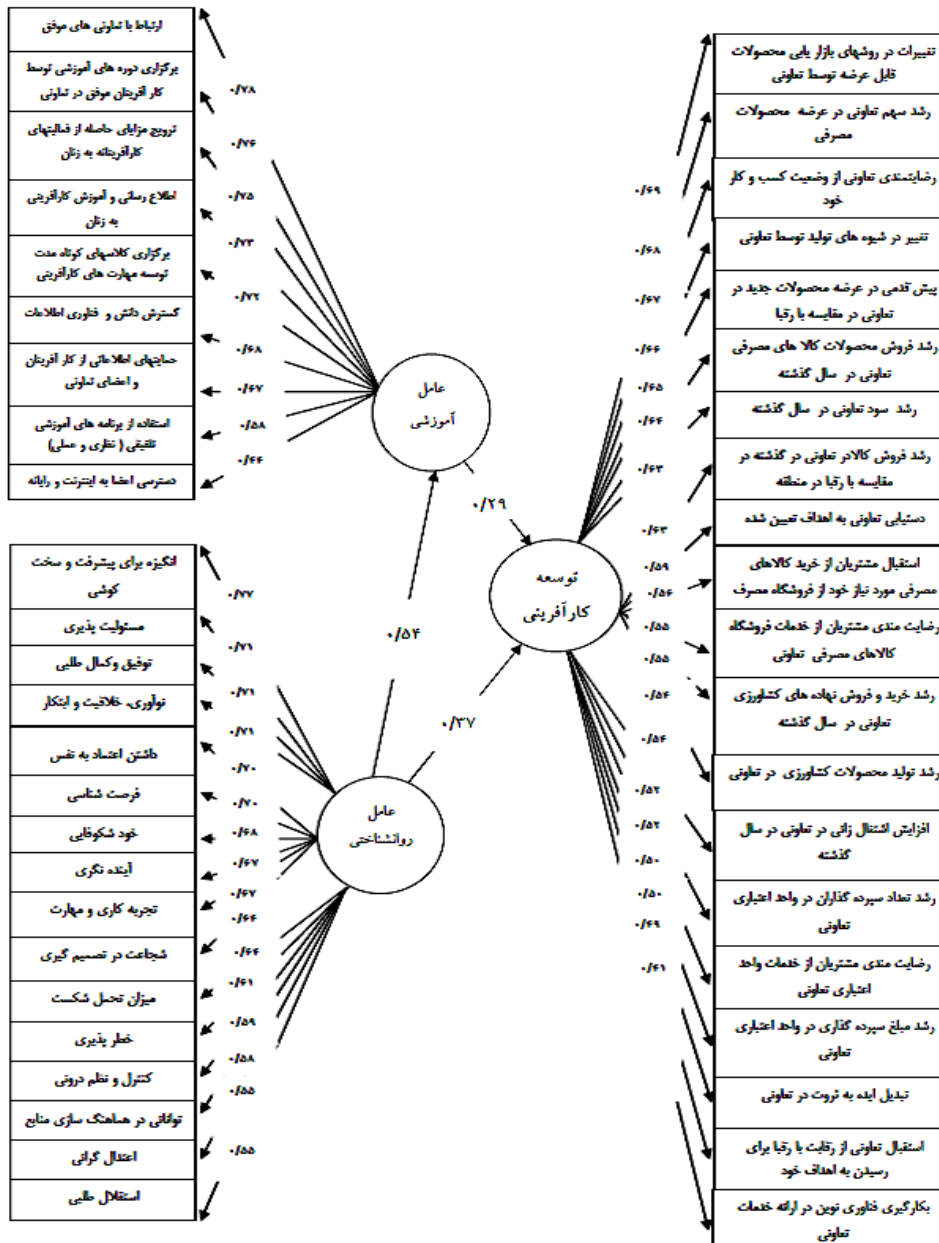 ارتباط با تعاونی های موفق
برگزاری دوره های آموزشی توسط
کار آفرینان موفق در تعاونی
ترویج مزایای حاصله از فعالیتهای
کارآفرینانه به زنان
اطلاع رسانی و آموزش کارآفرینی
به زنان
برگزاری کلاسهای کوتاه مدت
توسعه مهارت های کارآفرینی
گسترش دانش و فناوری اطلاعات
حمایتهای اطلاعاتی از کار آفرینان
و اعضای تعاونی
استفاده از برنامه های آموزشی
تلفیقی ( نظری و عملی)
دسترسی اعضا به اینترنت و رایانه
۰/۷۸
۰/۷۶
۰/۷۵
۰/۷۳
۰/۷۲
۰/۶۸
۰/۶۷
۰/۵۸
۰/۴۴
عامل
آموزشی
۰/۲۹
۰/۵۴
۰/۳۷
توسعه
کارآفرینی
عامل
روانشناختی
انگیزه برای پیشرفت و سخت
کوشی
مسئولیت پذیری
توفیق وکمال طلبی
نوآوری، خلاقیت و ابتکار
داشتن اعتماد به نفس
فرصت شناسی
خود شکوفایی
آینده نگری
تجربه کاری و مهارت
شجاعت در تصمیم گیری
میزان تحمل شکست
خطر پذیری
کنترل و نظم درونی
توانائی در هماهنگ سازی منابع
اعتدال گرائی
استقلال طلبی
۰/۷۷
۰/۷۱
۰/۷۱
۰/۷۱
۰/۷۰
۰/۷۰
۰/۶۸
۰/۶۷
۰/۶۷
۰/۶۴
۰/۶۴
۰/۶۱
۰/۵۹
۰/۵۸
۰/۵۵
۰/۵۵
تغییرات در روشهای بازار یابی محصولات
قابل عرضه توسط تعاونی
رشد سهم تعاونی در عرضه محصولات
مصرفی
رضایتمندی تعاونی از وضعیت کسب و کار
خود
تغییر در شیوه های تولید توسط تعاونی
پیش قدمی در عرضه محصولات جدید در
تعاونی در مقایسه با رقبا
رشد فروش محصولات کالا های مصرفی
تعاونی در سال گذشته
رشد سود تعاونی در سال گذشته
رشد فروش کالادر تعاونی در گذشته در
مقایسه با رقبا در منطقه
دستیابی تعاونی به اهداف تعیین شده
استقبال مشتریان از خرید کالاهای
مصرفی مورد نیاز خود از فروشگاه مصرف
رضایت مندی مشتریان از خدمات فروشگاه
کالاهای مصرفی تعاونی
رشد خرید و فروش نهاده های کشاورزی
تعاونی در سال گذشته
رشد تولید محصولات کشاورزی در تعاونی
افزایش اشتغال زائی در تعاونی در سال
گذشته
رشد تعداد سپرده گذاران در واحد اعتباری
تعاونی
رضایت مندی مشتریان از خدمات واحد
اعتباری تعاونی
رشد مبلغ سپرده گذاری در واحد اعتباری
تعاونی
تبدیل ایده به ثروت در تعاونی
استقبال تعاونی از رقابت با رقبا برای
رسیدن به اهداف خود
بکارگیری فناوری نوین در ارائه خدمات
تعاونی
۰/۶۹
۰/۶۸
۰/۶۷
۰/۶۶
۰/۶۵
۰/۶۴
۰/۶۳
۰/۶۳
۰/۵۹
۰/۵۶
۰/۵۵
۰/۵۵
۰/۵۴
۰/۵۴
۰/۵۲
۰/۵۲
۰/۵۰
۰/۵۰
۰/۴۹
۰/۴۱